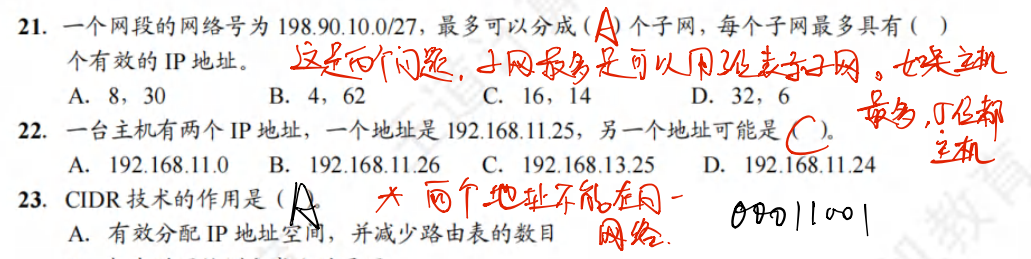 21. 一个网段的网络号为 198.90.10.0/27，最多可以分成（A）个子网，每个子网最多具有（ ）
个有效的 IP 地址。 这是两个问题，子网最多是可以用3位表示子网。如果主机
A. 8，30 B. 4，62 C. 16，14 D. 32，6 最多，5位都
22. 一台主机有两个 IP 地址，一个地址是 192.168.11.25，另一个地址可能是（C）。 主机
A. 192.168.11.0 B. 192.168.11.26 C. 192.168.13.25 D. 192.168.11.24
23. CIDR 技术的作用是（A 两个地址不能在同一 00011001
A. 有效分配 IP 地址空间，并减少路由表的数目 网络.